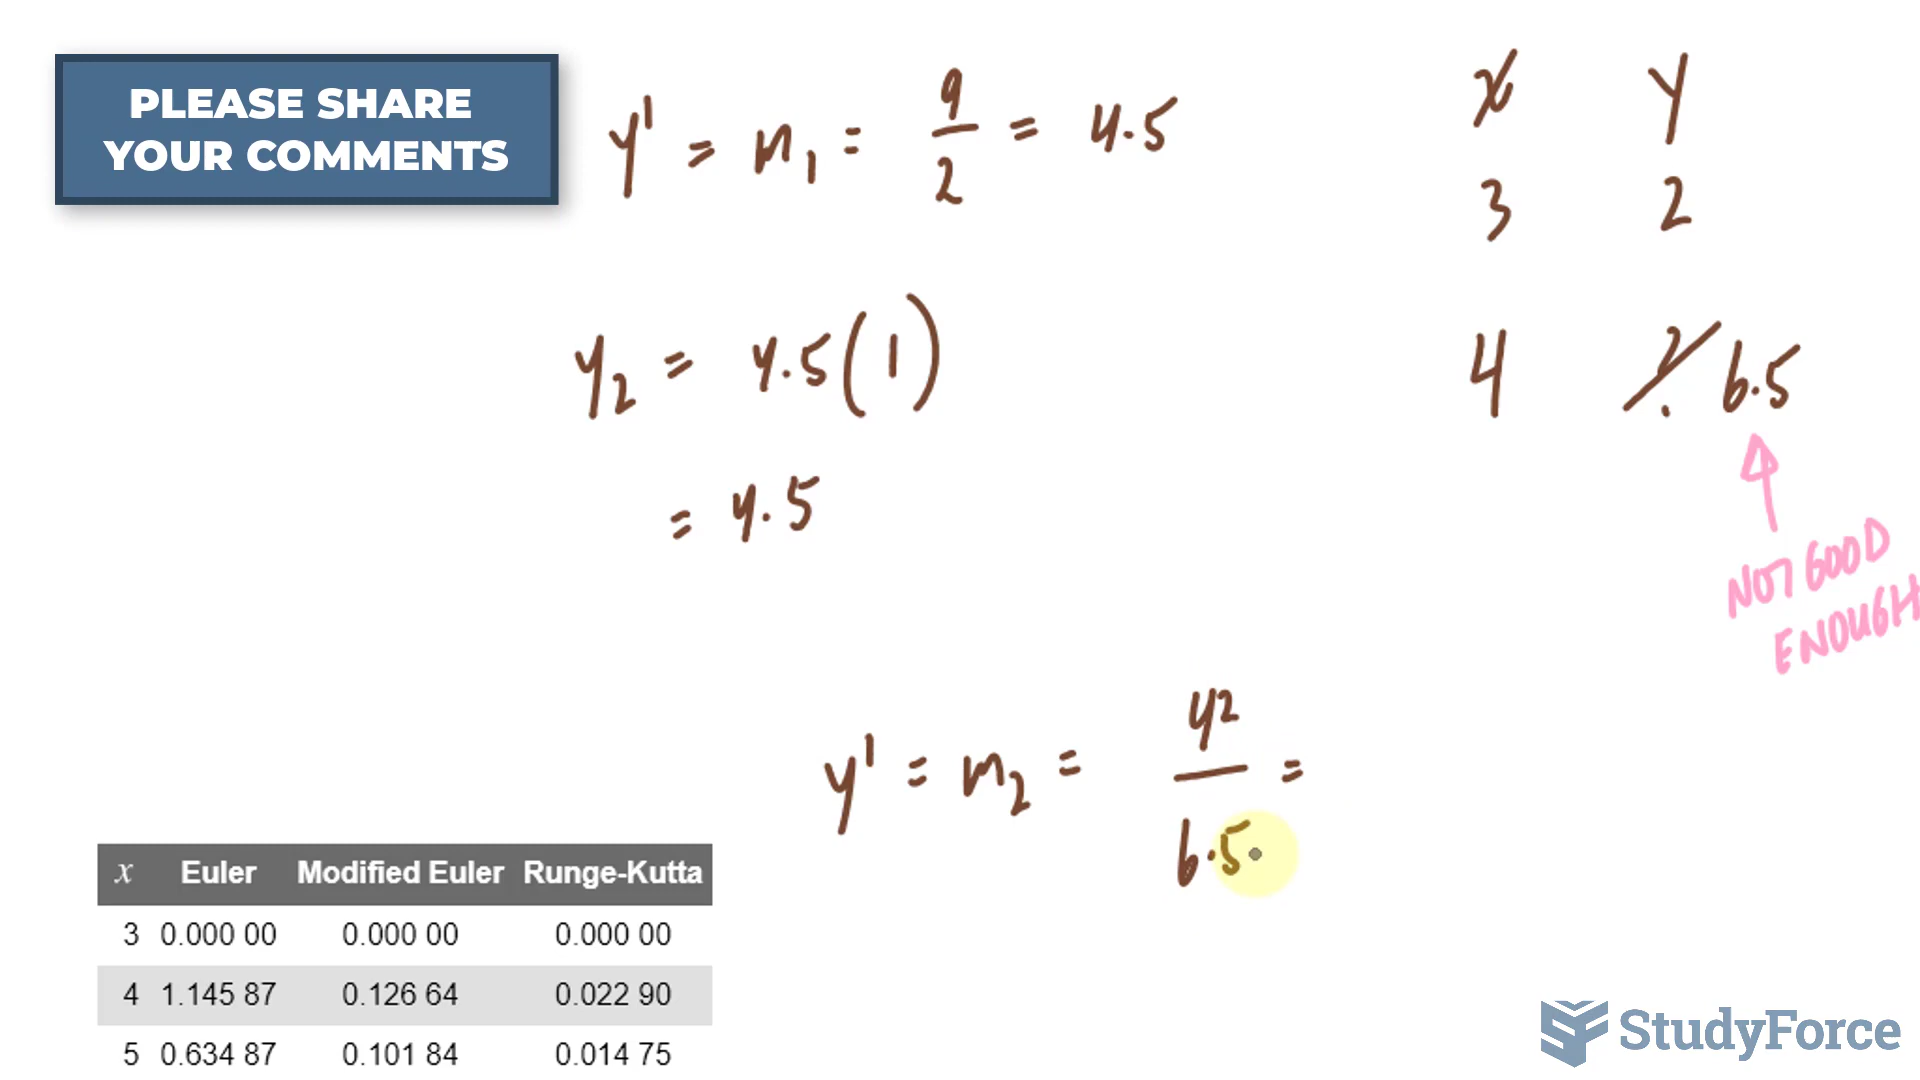 PLEASE SHARE
YOUR COMMENTS
y' = m₁ = 9/2 = 4.5
x y
3 2
y₂ = 4.5(1)
= 4.5
4 ? 6.5
NOT GOOD
ENOUGH
y' = m₂ = 4²/6.5 =
x Euler Modified Euler Runge-Kutta
3 0.000 00 0.000 00 0.000 00
4 1.145 87 0.126 64 0.022 90
5 0.634 87 0.101 84 0.014 75
StudyForce